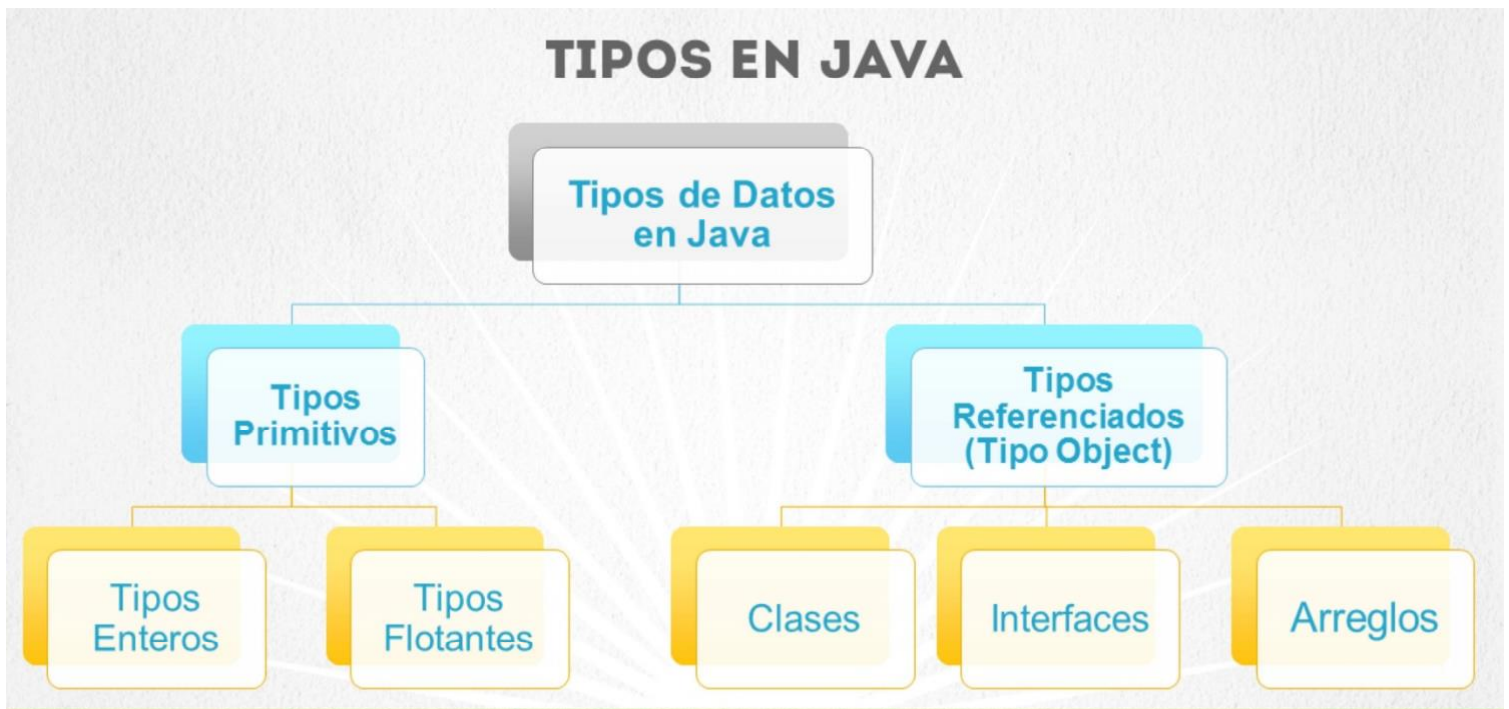 TIPOS EN JAVA
Tipos de Datos
en Java
Tipos
Primitivos
Tipos
Referenciados
(Tipo Object)
Tipos
Enteros
Tipos
Flotantes
Clases
Interfaces
Arreglos